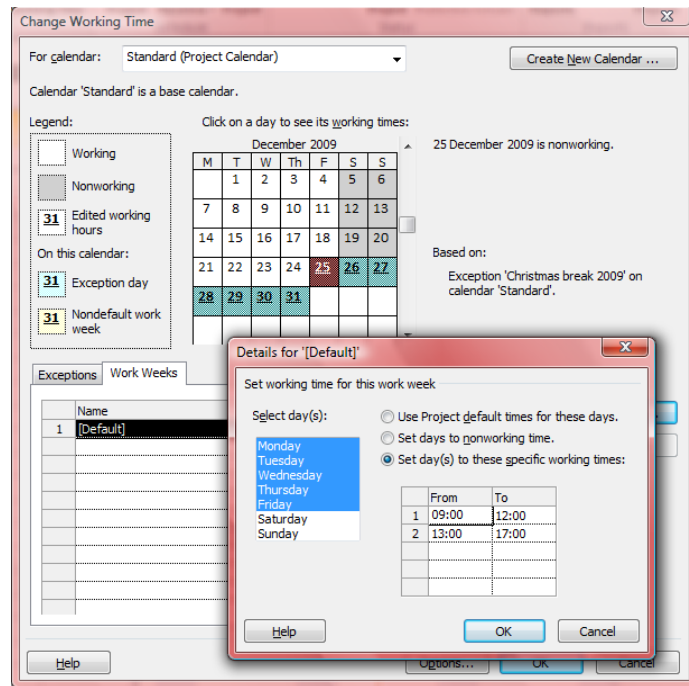 Change Working Time
For calendar: Standard (Project Calendar) Create New Calendar ...
Calendar 'Standard' is a base calendar.
Legend:
Working
Nonworking
31 Edited working
hours
On this calendar:
31 Exception day
31 Nondefault work
week
Click on a day to see its working times:
December 2009
M T W Th F S S
1 2 3 4 5 6
7 8 9 10 11 12 13
14 15 16 17 18 19 20
21 22 23 24 25 26 27
28 29 30 31
25 December 2009 is nonworking.
Based on:
Exception 'Christmas break 2009' on
calendar 'Standard'.
Exceptions Work Weeks
Name
1 [Default]
Details for '[Default]'
Set working time for this work week
Select day(s):
Monday
Tuesday
Wednesday
Thursday
Friday
Saturday
Sunday
Use Project default times for these days.
Set days to nonworking time.
Set day(s) to these specific working times:
From To
1 09:00 12:00
2 13:00 17:00
Help OK Cancel
Help Options... OK Cancel